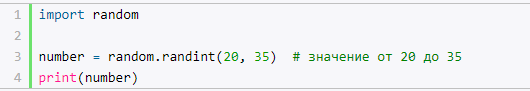 1 import random
2
3 number = random.randint(20, 35)  # значение от 20 до 35
4 print(number)